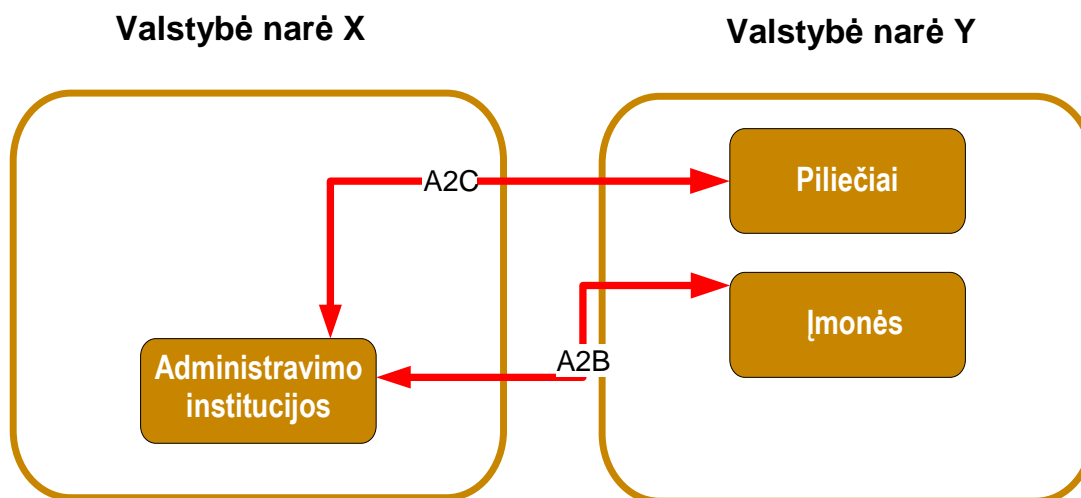 Valstybė narė X
Valstybė narė Y
A2C
Piliečiai
Įmonės
A2B
Administravimo
institucijos